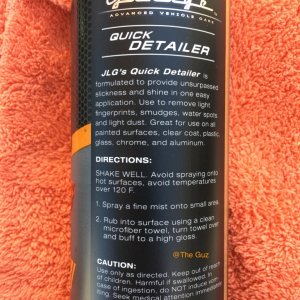 ADVANCED VEHICLE CARE
QUICK
DETAILER
JLG's Quick Detailer is
formulated to provide unsurpassed
slickness and shine in one easy
application. Use to remove light
fingerprints, smudges, water spots
and light dust. Great for use on all
painted surfaces, clear coat, plastic,
glass, chrome, and aluminum.
DIRECTIONS:
SHAKE WELL. Avoid spraying onto
hot surfaces, avoid temperatures
over 120 F.
1. Spray a fine mist onto small area.
2. Rub into surface using a clean
microfiber towel, turn towel over
and buff to a high gloss.
@The Guz
CAUTION:
Use only as directed. Keep out of reach
of children. Harmful if swallowed. In
case of ingestion, do NOT induce
Seek medical attention immediately